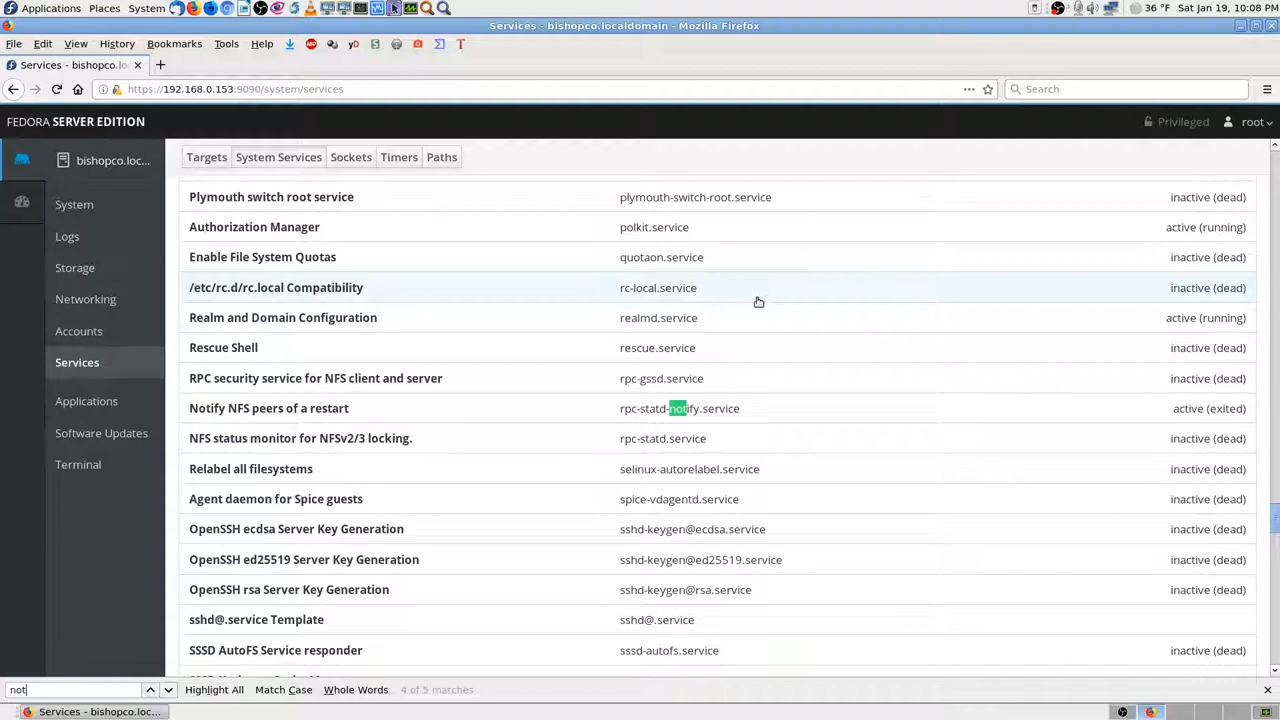 Applications Places System 36 °F Sat Jan 19, 10:08 PM
Services - bishopco.localdomain - Mozilla Firefox
File Edit View History Bookmarks Tools Help
Services - bishopco.lo
https://192.168.0.153:9090/system/services Search
FEDORA SERVER EDITION Privileged root
bishopco.loc... Targets System Services Sockets Timers Paths
System
Logs
Storage
Networking
Accounts
Services
Applications
Software Updates
Terminal
Plymouth switch root service plymouth-switch-root.service inactive (dead)
Authorization Manager polkit.service active (running)
Enable File System Quotas quotaon.service inactive (dead)
/etc/rc.d/rc.local Compatibility rc-local.service inactive (dead)
Realm and Domain Configuration realmd.service active (running)
Rescue Shell rescue.service inactive (dead)
RPC security service for NFS client and server rpc-gssd.service inactive (dead)
Notify NFS peers of a restart rpc-statd-notify.service active (exited)
NFS status monitor for NFSv2/3 locking. rpc-statd.service inactive (dead)
Relabel all filesystems selinux-autorelabel.service inactive (dead)
Agent daemon for Spice guests spice-vdagentd.service inactive (dead)
OpenSSH ecdsa Server Key Generation sshd-keygen@ecdsa.service inactive (dead)
OpenSSH ed25519 Server Key Generation sshd-keygen@ed25519.service inactive (dead)
OpenSSH rsa Server Key Generation sshd-keygen@rsa.service inactive (dead)
sshd@.service Template sshd@.service
SSSD AutoFS Service responder sssd-autofs.service inactive (dead)
not Highlight All Match Case Whole Words 4 of 5 matches
Services - bishopco.loc...